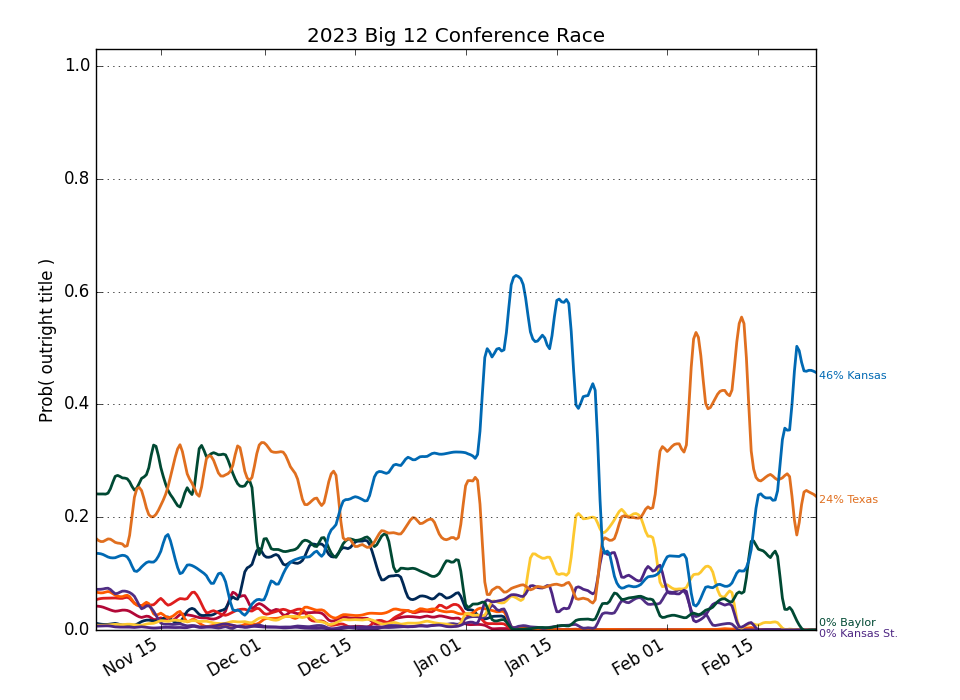 2023 Big 12 Conference Race
Prob( outright title )
1.0
0.8
0.6
0.4
0.2
0.0
Nov 15
Dec 01
Dec 15
Jan 01
Jan 15
Feb 01
Feb 15
46% Kansas
24% Texas
0% Baylor
0% Kansas St.